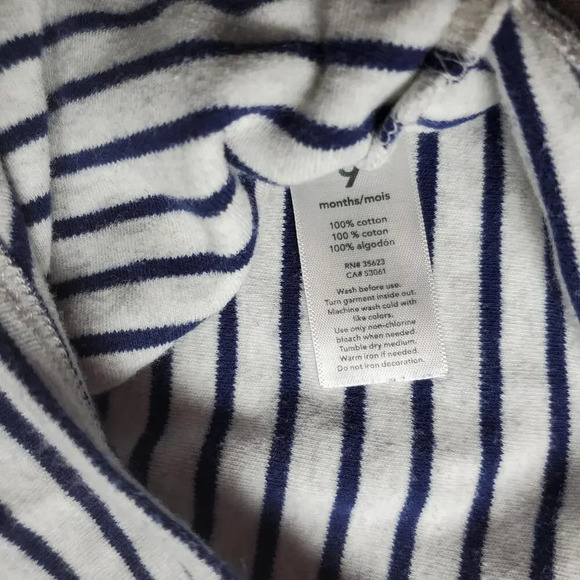 9
months/mois
100% cotton
100 % coton
100% algodón
RN# 35623
CA# 53061
Wash before use.
Turn garment inside out.
Machine wash cold with
like colors.
Use only non-chlorine
bleach when needed.
Tumble dry medium.
Warm iron if needed.
Do not iron decoration.